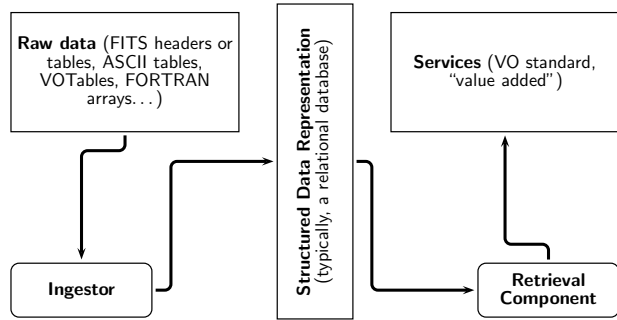 Raw data (FITS headers or
tables, ASCII tables,
VOTables, FORTRAN
arrays. . . )
Structured Data Representation
(typically, a relational database)
Services (VO standard,
“value added”)
Ingestor
Retrieval
Component